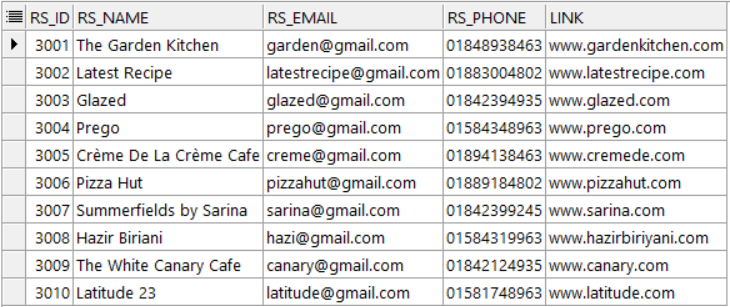 RS_ID RS_NAME RS_EMAIL RS_PHONE LINK
3001 The Garden Kitchen garden@gmail.com 01848938463 www.gardenkitchen.com
3002 Latest Recipe latestrecipe@gmail.com 01883004802 www.latestrecipe.com
3003 Glazed glazed@gmail.com 01842394935 www.glazed.com
3004 Prego prego@gmail.com 01584348963 www.prego.com
3005 Crème De La Crème Cafe creme@gmail.com 01894138463 www.cremede.com
3006 Pizza Hut pizzahut@gmail.com 01889184802 www.pizzahut.com
3007 Summerfields by Sarina sarina@gmail.com 01842399245 www.sarina.com
3008 Hazir Biriani hazi@gmail.com 01584319963 www.hazirbiriyani.com
3009 The White Canary Cafe canary@gmail.com 01842124935 www.canary.com
3010 Latitude 23 latitude@gmail.com 01581748963 www.latitude.com